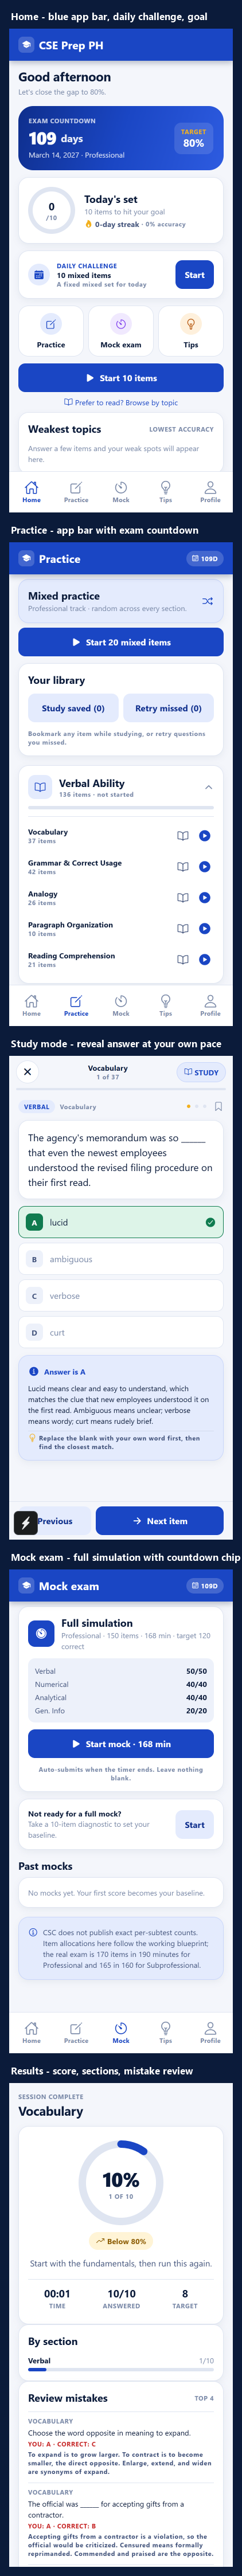 Home - blue app bar, daily challenge, goal
CSE Prep PH
Good afternoon
Let's close the gap to 80%.
EXAM COUNTDOWN
109 days
March 14, 2027 · Professional
TARGET
80%
0
/10
Today's set
10 items to hit your goal
0-day streak · 0% accuracy
DAILY CHALLENGE
10 mixed items
A fixed mixed set for today
Start
Practice
Mock exam
Tips
Start 10 items
Prefer to read? Browse by topic
Weakest topics
LOWEST ACCURACY
Answer a few items and your weak spots will appear
here.
Home
Practice
Mock
Tips
Profile
Practice - app bar with exam countdown
Practice
109D
Mixed practice
Professional track · random across every section.
Start 20 mixed items
Your library
Study saved (0)
Retry missed (0)
Bookmark any item while studying, or retry questions
you missed.
Verbal Ability
136 items · not started
Vocabulary
37 items
Grammar & Correct Usage
42 items
Analogy
26 items
Paragraph Organization
10 items
Reading Comprehension
21 items
Home
Practice
Mock
Tips
Profile
Study mode - reveal answer at your own pace
Vocabulary
1 of 37
STUDY
VERBAL
Vocabulary
The agency's memorandum was so _____
that even the newest employees
understood the revised filing procedure on
their first read.
A
lucid
B
ambiguous
C
verbose
D
curt
Answer is A
Lucid means clear and easy to understand, which
matches the clue that new employees understood it on
the first read. Ambiguous means unclear; verbose
means wordy; curt means rudely brief.
Replace the blank with your own word first, then
find the closest match.
Previous
Next item
Mock exam - full simulation with countdown chip
Mock exam
109D
Full simulation
Professional · 150 items · 168 min · target 120
correct
Verbal 50/50
Numerical 40/40
Analytical 40/40
Gen. Info 20/20
Start mock · 168 min
Auto-submits when the timer ends. Leave nothing
blank.
Not ready for a full mock?
Take a 10-item diagnostic to set your
baseline.
Start
Past mocks
No mocks yet. Your first score becomes your baseline.
CSC does not publish exact per-subtest counts.
Item allocations here follow the working blueprint;
the real exam is 170 items in 190 minutes for
Professional and 165 in 160 for Subprofessional.
Home
Practice
Mock
Tips
Profile
Results - score, sections, mistake review
SESSION COMPLETE
Vocabulary
10%
1 OF 10
Below 80%
Start with the fundamentals, then run this again.
00:01
TIME
10/10
ANSWERED
8
TARGET
By section
Verbal 1/10
Review mistakes
TOP 4
VOCABULARY
Choose the word opposite in meaning to expand.
YOU: A · CORRECT: C
To expand is to grow larger. To contract is to become
smaller, the direct opposite. Enlarge, extend, and widen
are synonyms of expand.
VOCABULARY
The official was _____ for accepting gifts from a
contractor.
YOU: A · CORRECT: B
Accepting gifts from a contractor is a violation, so the
official would be criticized. Censured means formally
reprimanded. Commended and praised are the opposite.